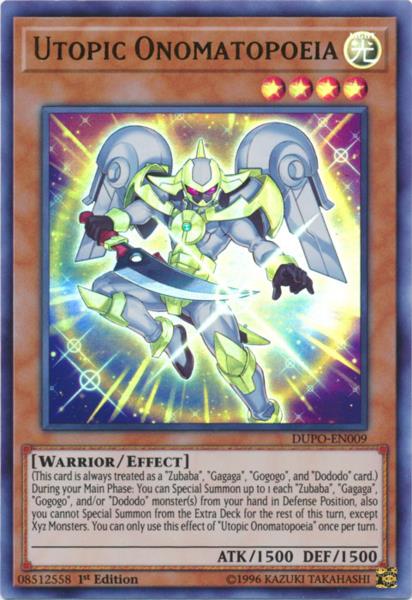 UTOPIC ONOMATOPOEIA
LIGHT
光
DUPO-EN009
[WARRIOR/EFFECT]
(This card is always treated as a "Zubaba", "Gagaga", "Gogogo", and "Dododo" card.)
During your Main Phase: You can Special Summon up to 1 each "Zubaba", "Gagaga",
"Gogogo", and/or "Dododo" monster(s) from your hand in Defense Position, also
you cannot Special Summon from the Extra Deck for the rest of this turn, except
Xyz Monsters. You can only use this effect of "Utopic Onomatopoeia" once per turn.
ATK/1500 DEF/1500
08512558 1st Edition ©1996 KAZUKI TAKAHASHI